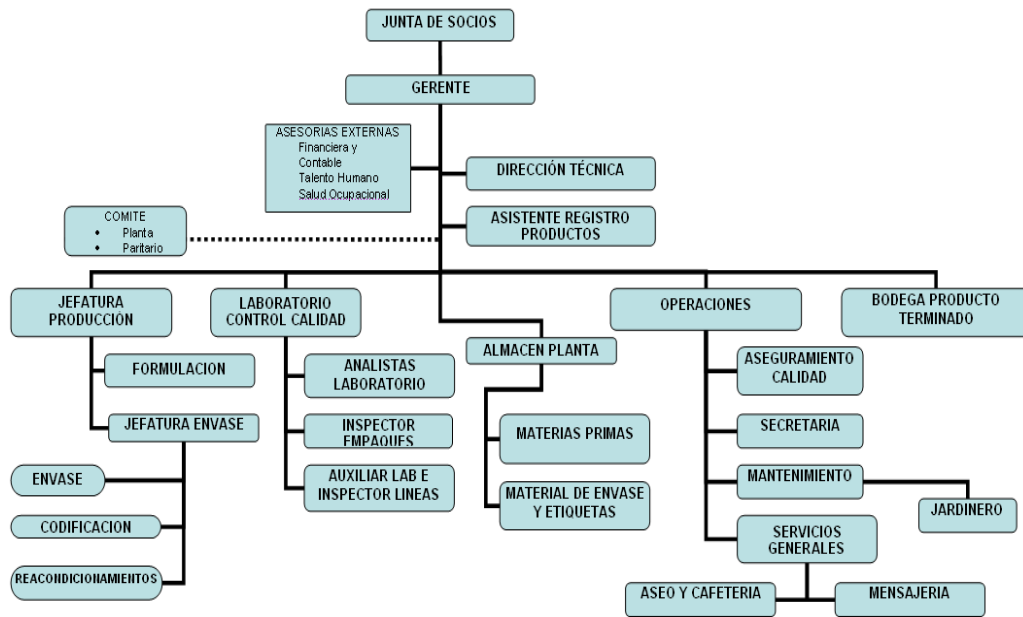 JUNTA DE SOCIOS
GERENTE
ASESORIAS EXTERNAS
Financiera y
Contable
Talento Humano
Salud Ocupacional
DIRECCIÓN TÉCNICA
ASISTENTE REGISTRO
PRODUCTOS
COMITE
• Planta
• Paritario
JEFATURA
PRODUCCIÓN
LABORATORIO
CONTROL CALIDAD
OPERACIONES
BODEGA PRODUCTO
TERMINADO
ALMACEN PLANTA
FORMULACION
ANALISTAS
LABORATORIO
ASEGURAMIENTO
CALIDAD
JEFATURA ENVASE
INSPECTOR
EMPAQUES
MATERIAS PRIMAS
SECRETARIA
ENVASE
AUXILIAR LAB E
INSPECTOR LINEAS
MATERIAL DE ENVASE
Y ETIQUETAS
MANTENIMIENTO
JARDINERO
CODIFICACION
SERVICIOS
GENERALES
REACONDICIONAMIENTOS
ASEO Y CAFETERIA
MENSAJERIA